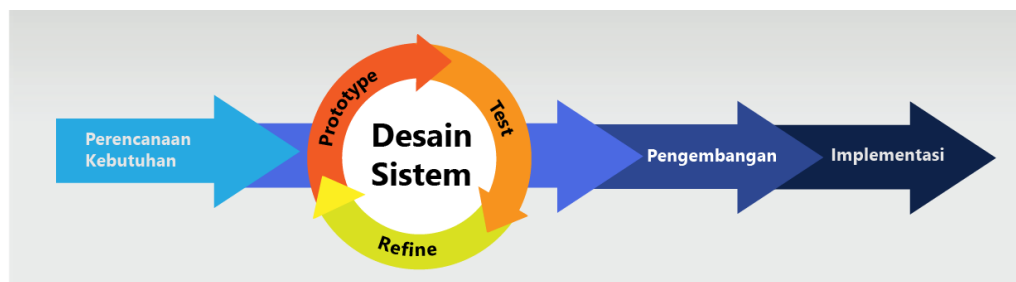 Perencanaan
Kebutuhan
Prototype
Test
Desain
Sistem
Refine
Pengembangan
Implementasi